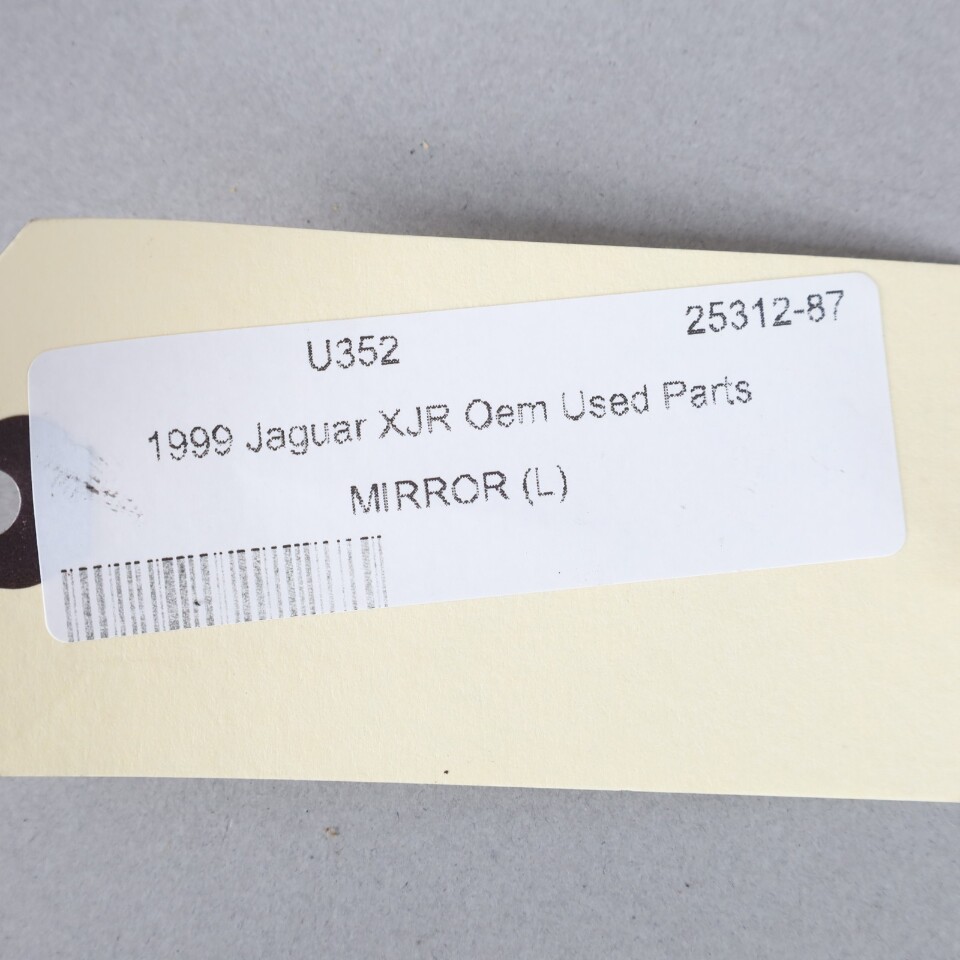 U352 25312-87
1999 Jaguar XJR Oem Used Parts
MIRROR (L)